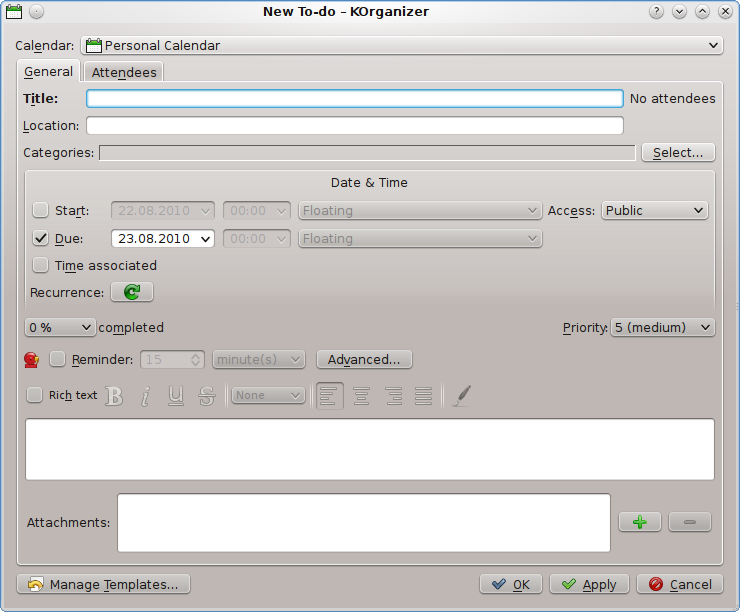 New To-do – KOrganizer
Calendar: Personal Calendar
General Attendees
Title: No attendees
Location:
Categories: Select...
Date & Time
Start: 22.08.2010 00:00 Floating Access: Public
Due: 23.08.2010 00:00 Floating
Time associated
Recurrence:
0 % completed Priority: 5 (medium)
Reminder: 15 minute(s) Advanced...
Rich text B i U S None
Attachments:
Manage Templates... OK Apply Cancel